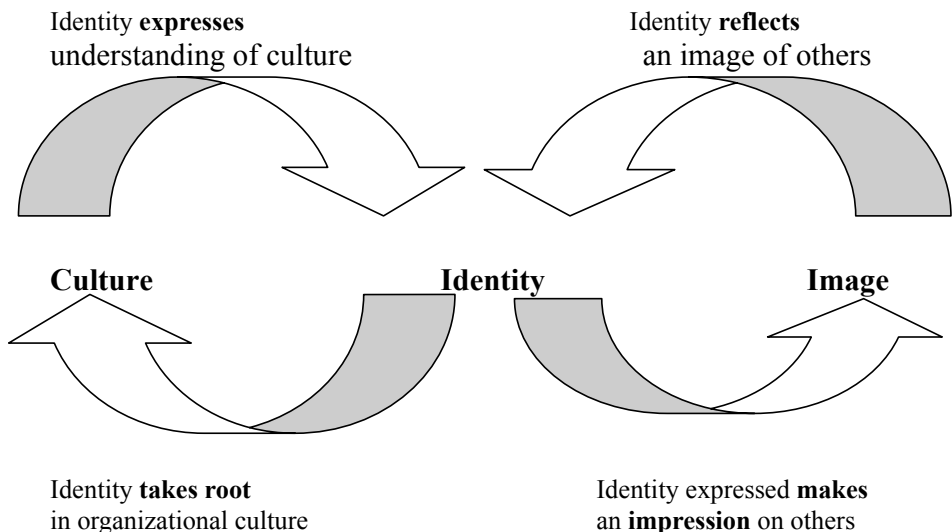 Identity expresses
understanding of culture
Identity reflects
an image of others
Culture
Identity
Image
Identity takes root
in organizational culture
Identity expressed makes
an impression on others